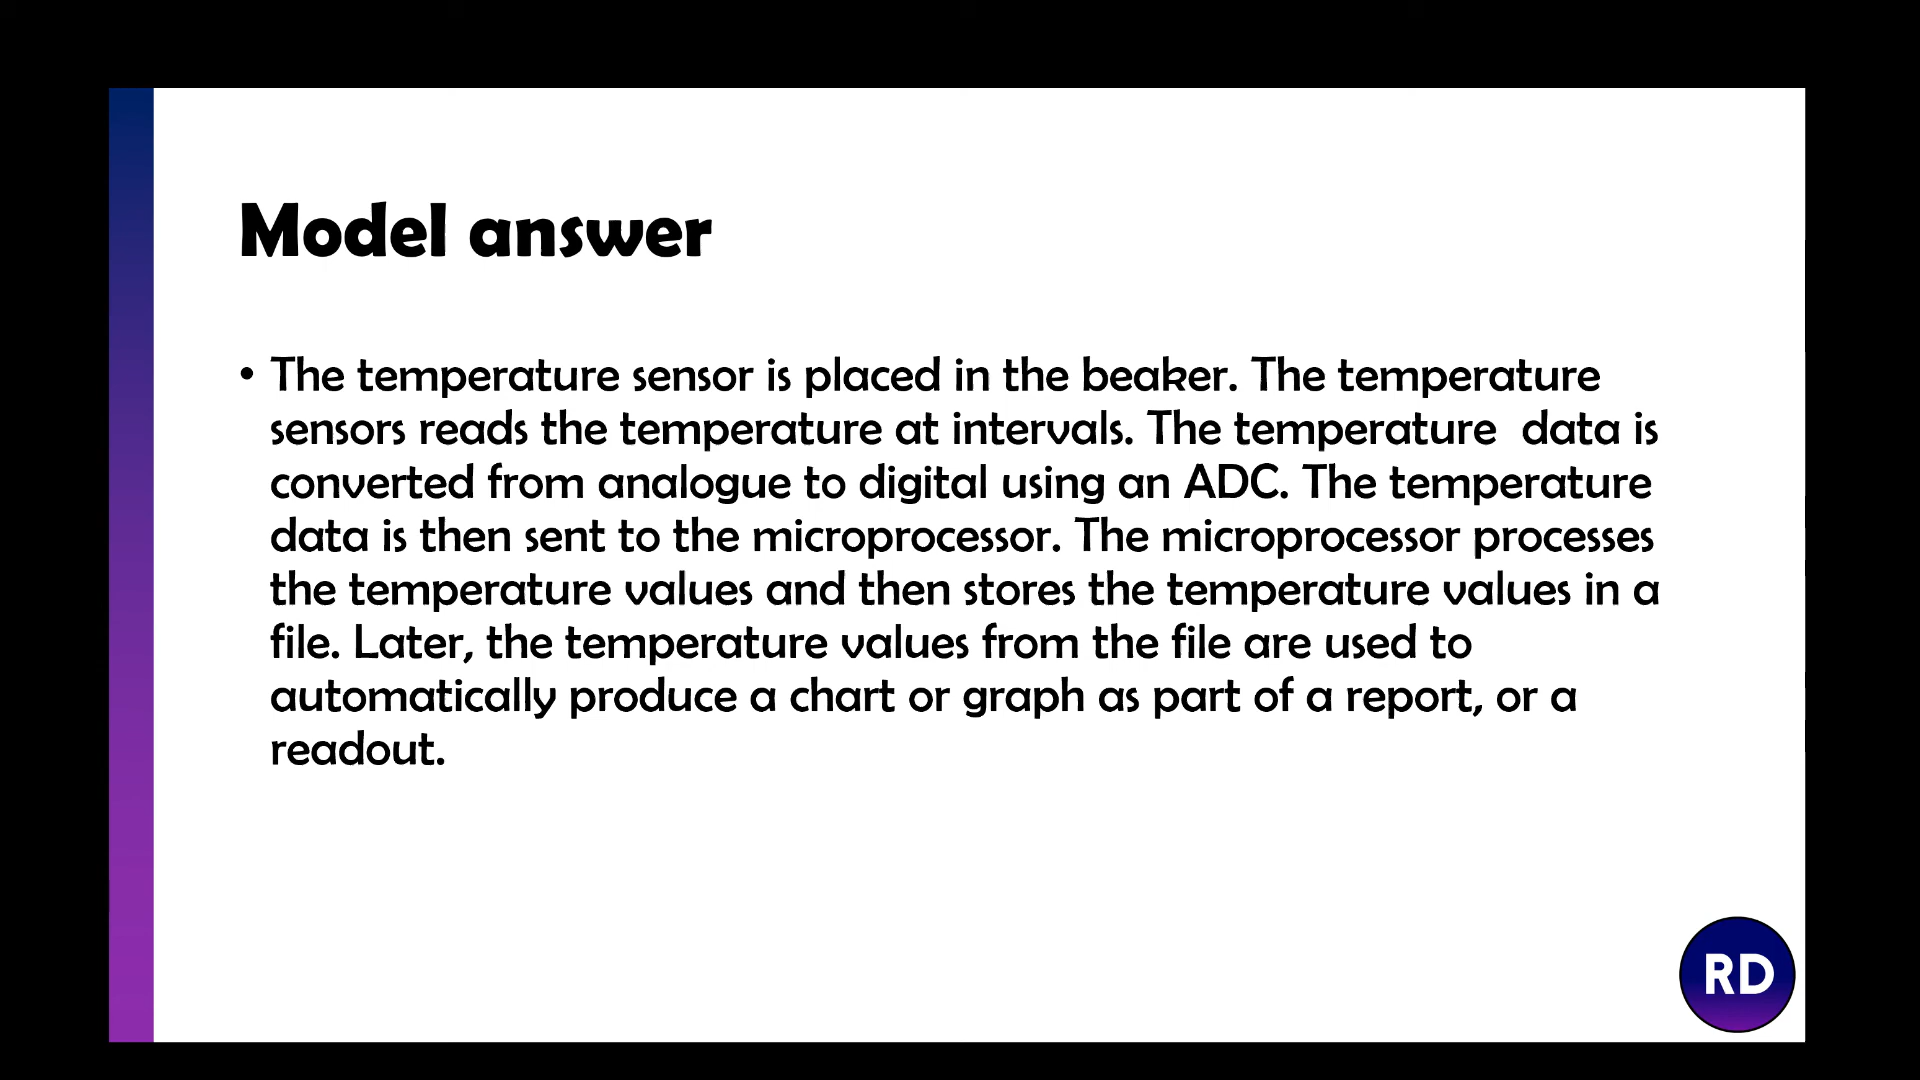 Model answer
• The temperature sensor is placed in the beaker. The temperature
sensors reads the temperature at intervals. The temperature  data is
converted from analogue to digital using an ADC. The temperature
data is then sent to the microprocessor. The microprocessor processes
the temperature values and then stores the temperature values in a
file. Later, the temperature values from the file are used to
automatically produce a chart or graph as part of a report, or a
readout.
RD